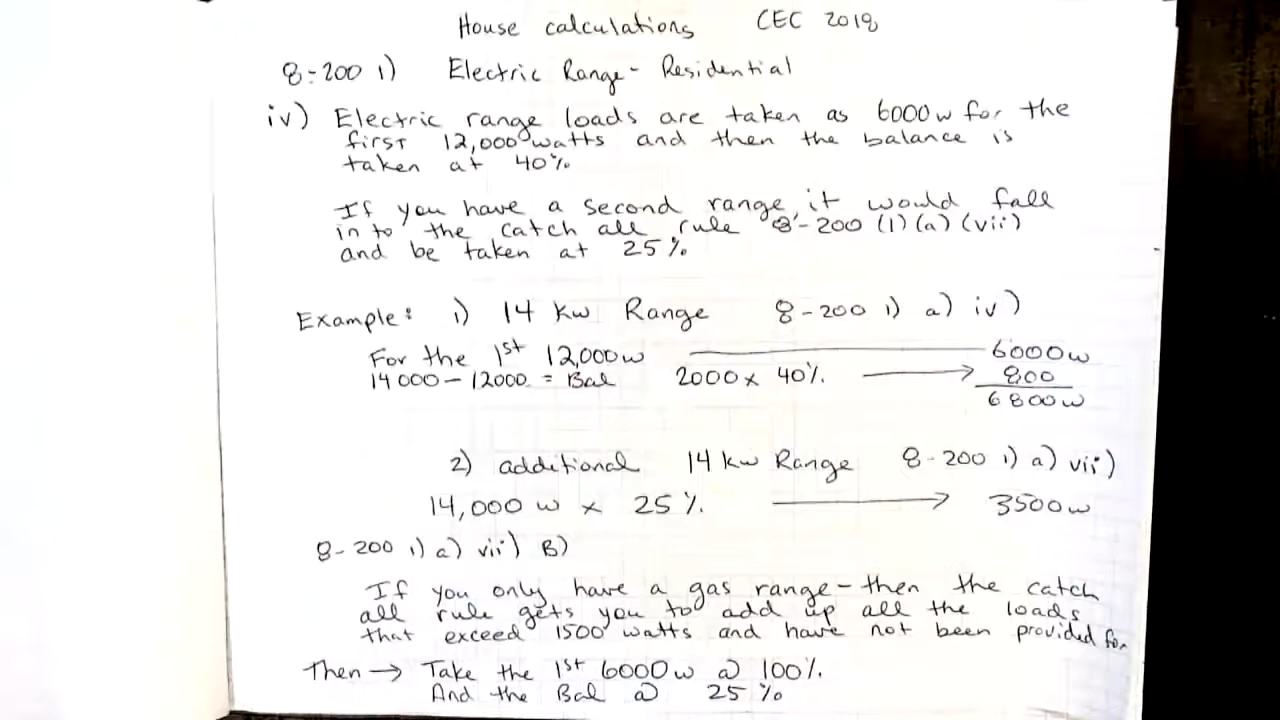 House calculations CEC 2018
8-200 1) Electric Range - Residential
iv) Electric range loads are taken as 6000w for the
first 12,000 watts and then the balance is
taken at 40%
If you have a second range, it would fall
in to the catch all rule 8-200 (1) (a) (vii)
and be taken at 25%
Example: 1) 14 kw Range 8-200 1) a) iv)
For the 1st 12,000w 6000w
14000 - 12000 = Bal 2000 x 40% → 800
6800w
2) additional 14 kw Range 8-200 1) a) vii)
14,000 w x 25% → 3500w
8-200 1) a) vii) B)
If you only have a gas range - then the catch
all rule gets you to add up all the loads
that exceed 1500 watts and have not been provided for
Then → Take the 1st 6000w @ 100%.
And the Bal @ 25%